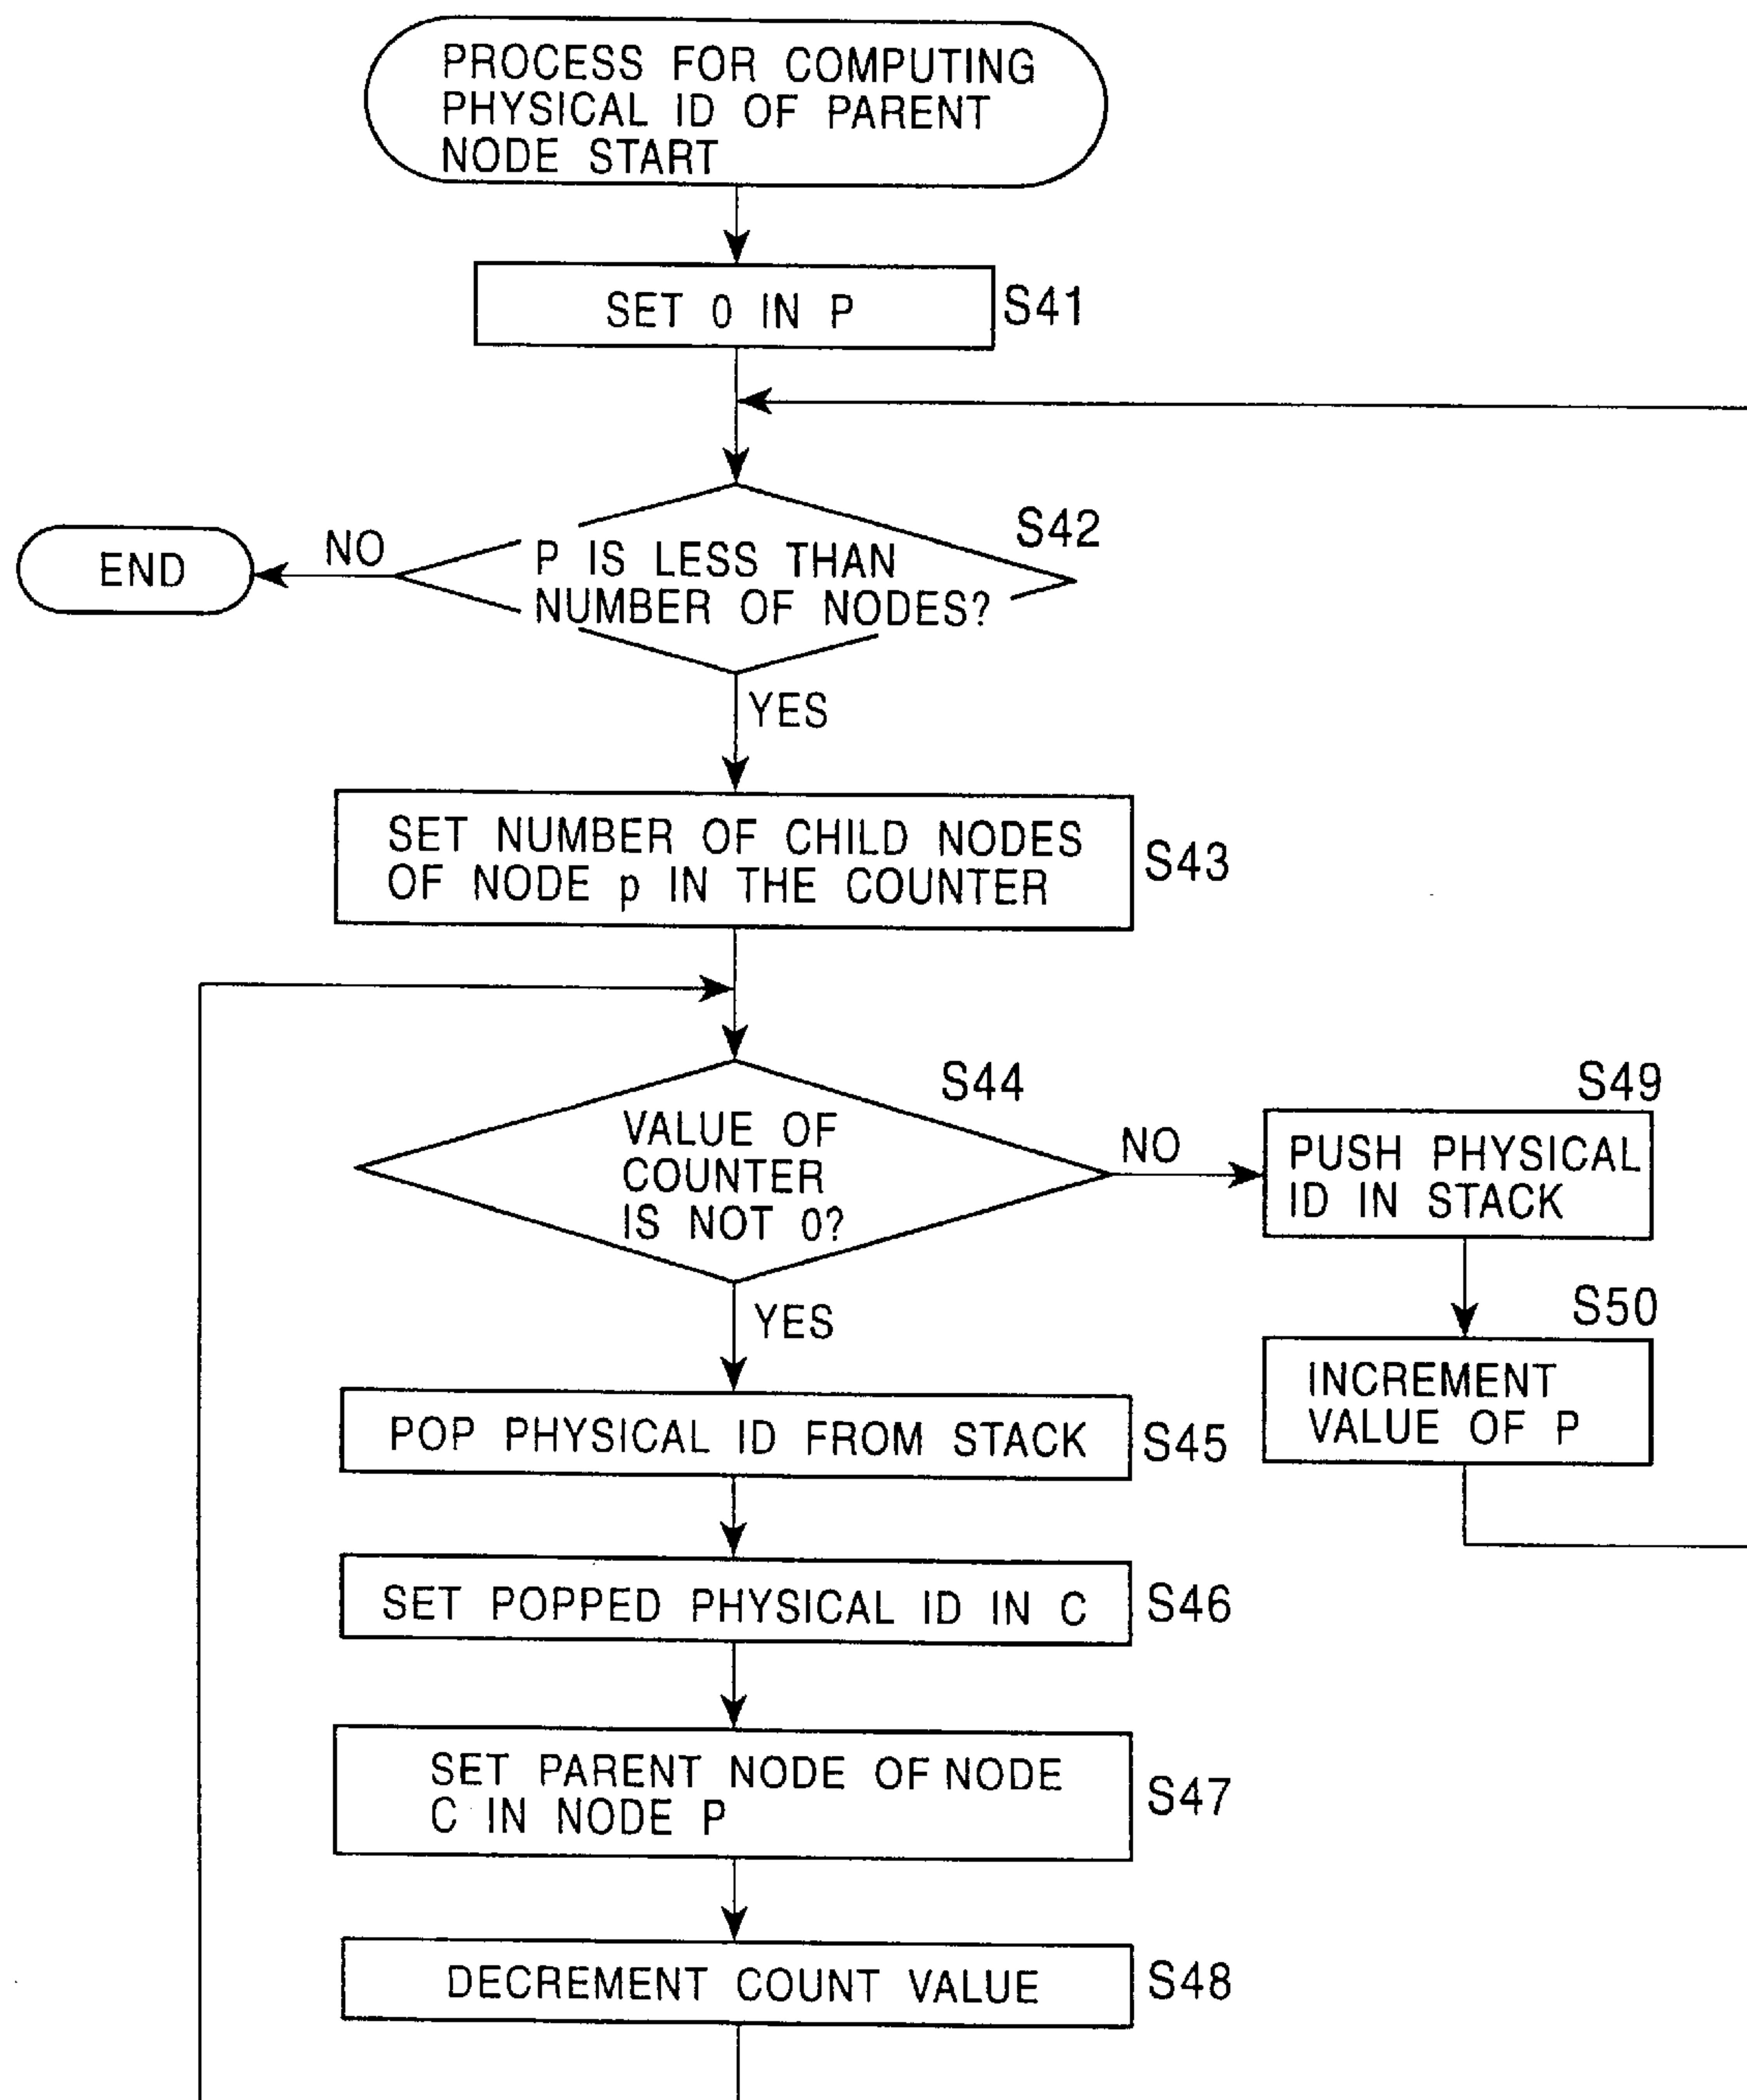 PROCESS FOR COMPUTING
PHYSICAL ID OF PARENT
NODE START
SET 0 IN P
S41
S42
P IS LESS THAN
NUMBER OF NODES?
NO
END
YES
SET NUMBER OF CHILD NODES
OF NODE p IN THE COUNTER
S43
S44
VALUE OF
COUNTER
IS NOT 0?
NO
S49
PUSH PHYSICAL
ID IN STACK
YES
S50
INCREMENT
VALUE OF P
POP PHYSICAL ID FROM STACK
S45
SET POPPED PHYSICAL ID IN C
S46
SET PARENT NODE OF NODE
C IN NODE P
S47
DECREMENT COUNT VALUE
S48